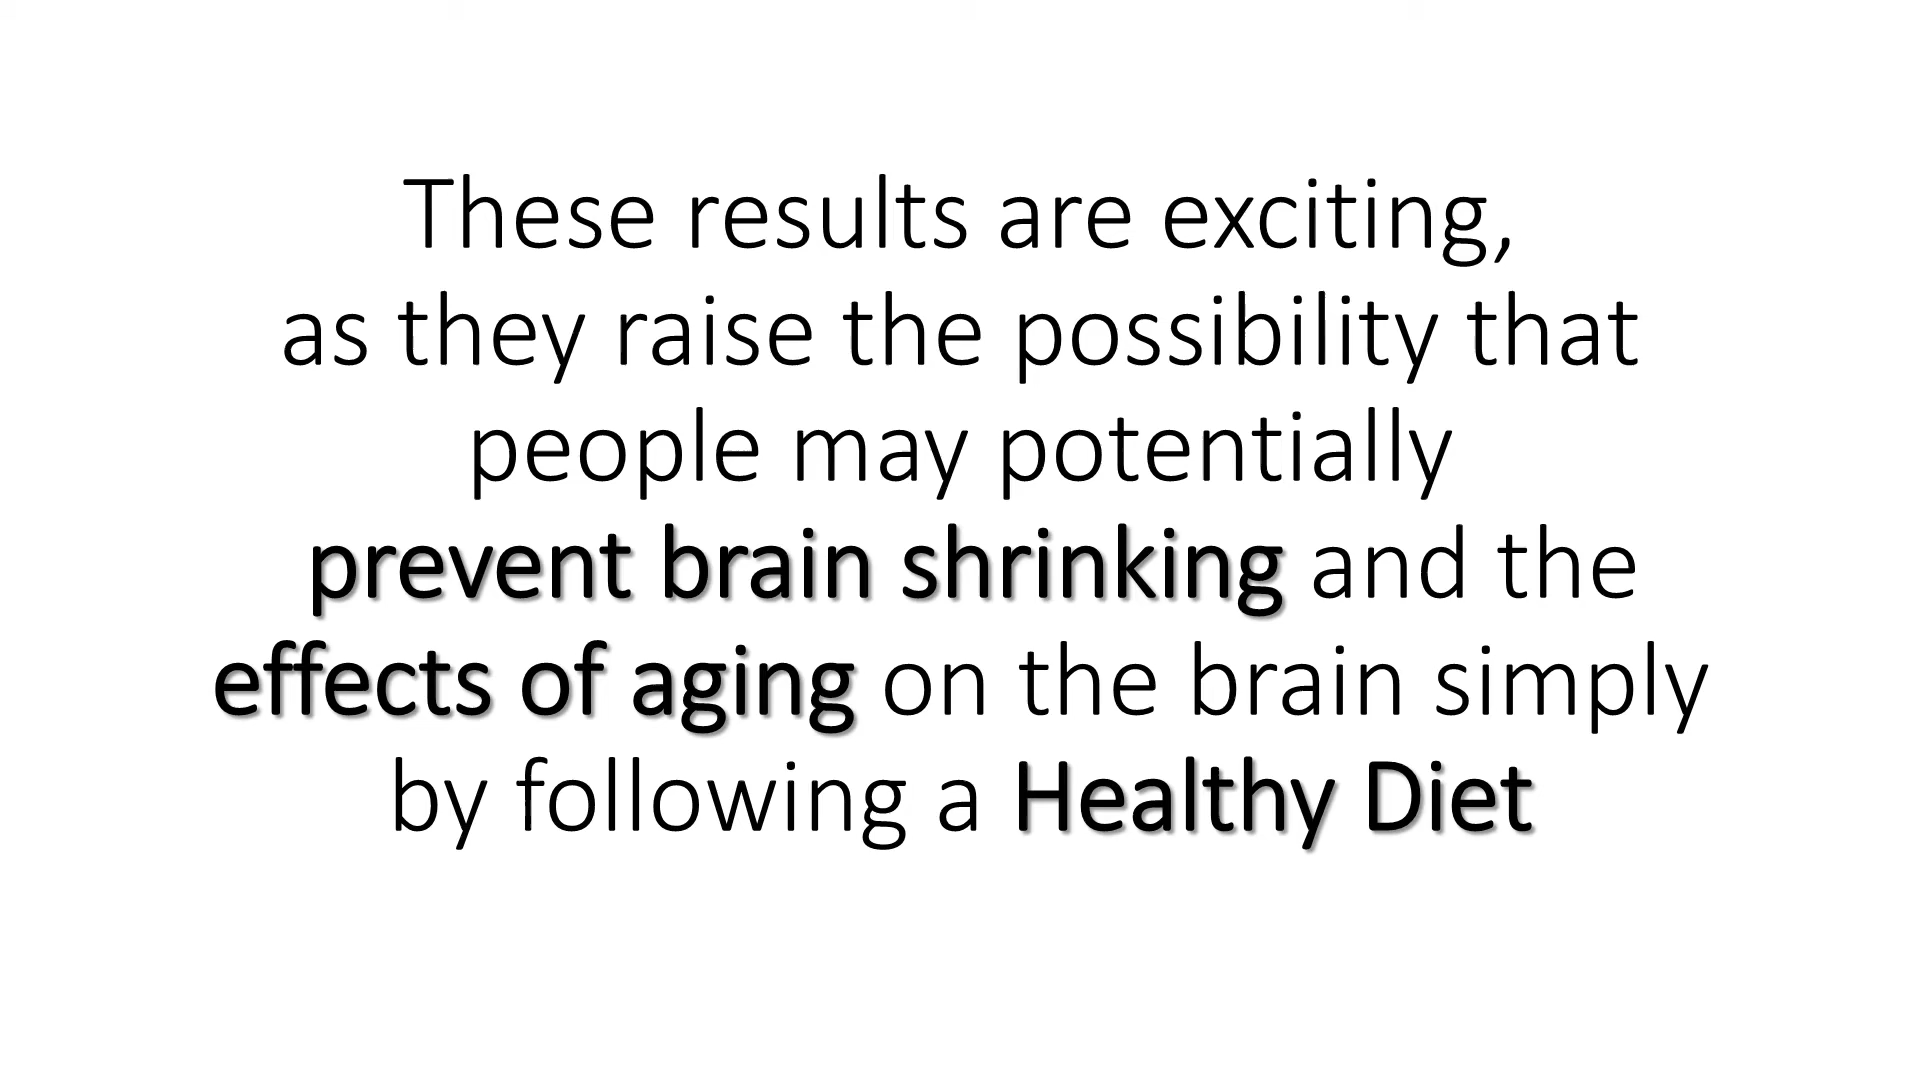 These results are exciting,
as they raise the possibility that
people may potentially
prevent brain shrinking and the
effects of aging on the brain simply
by following a Healthy Diet